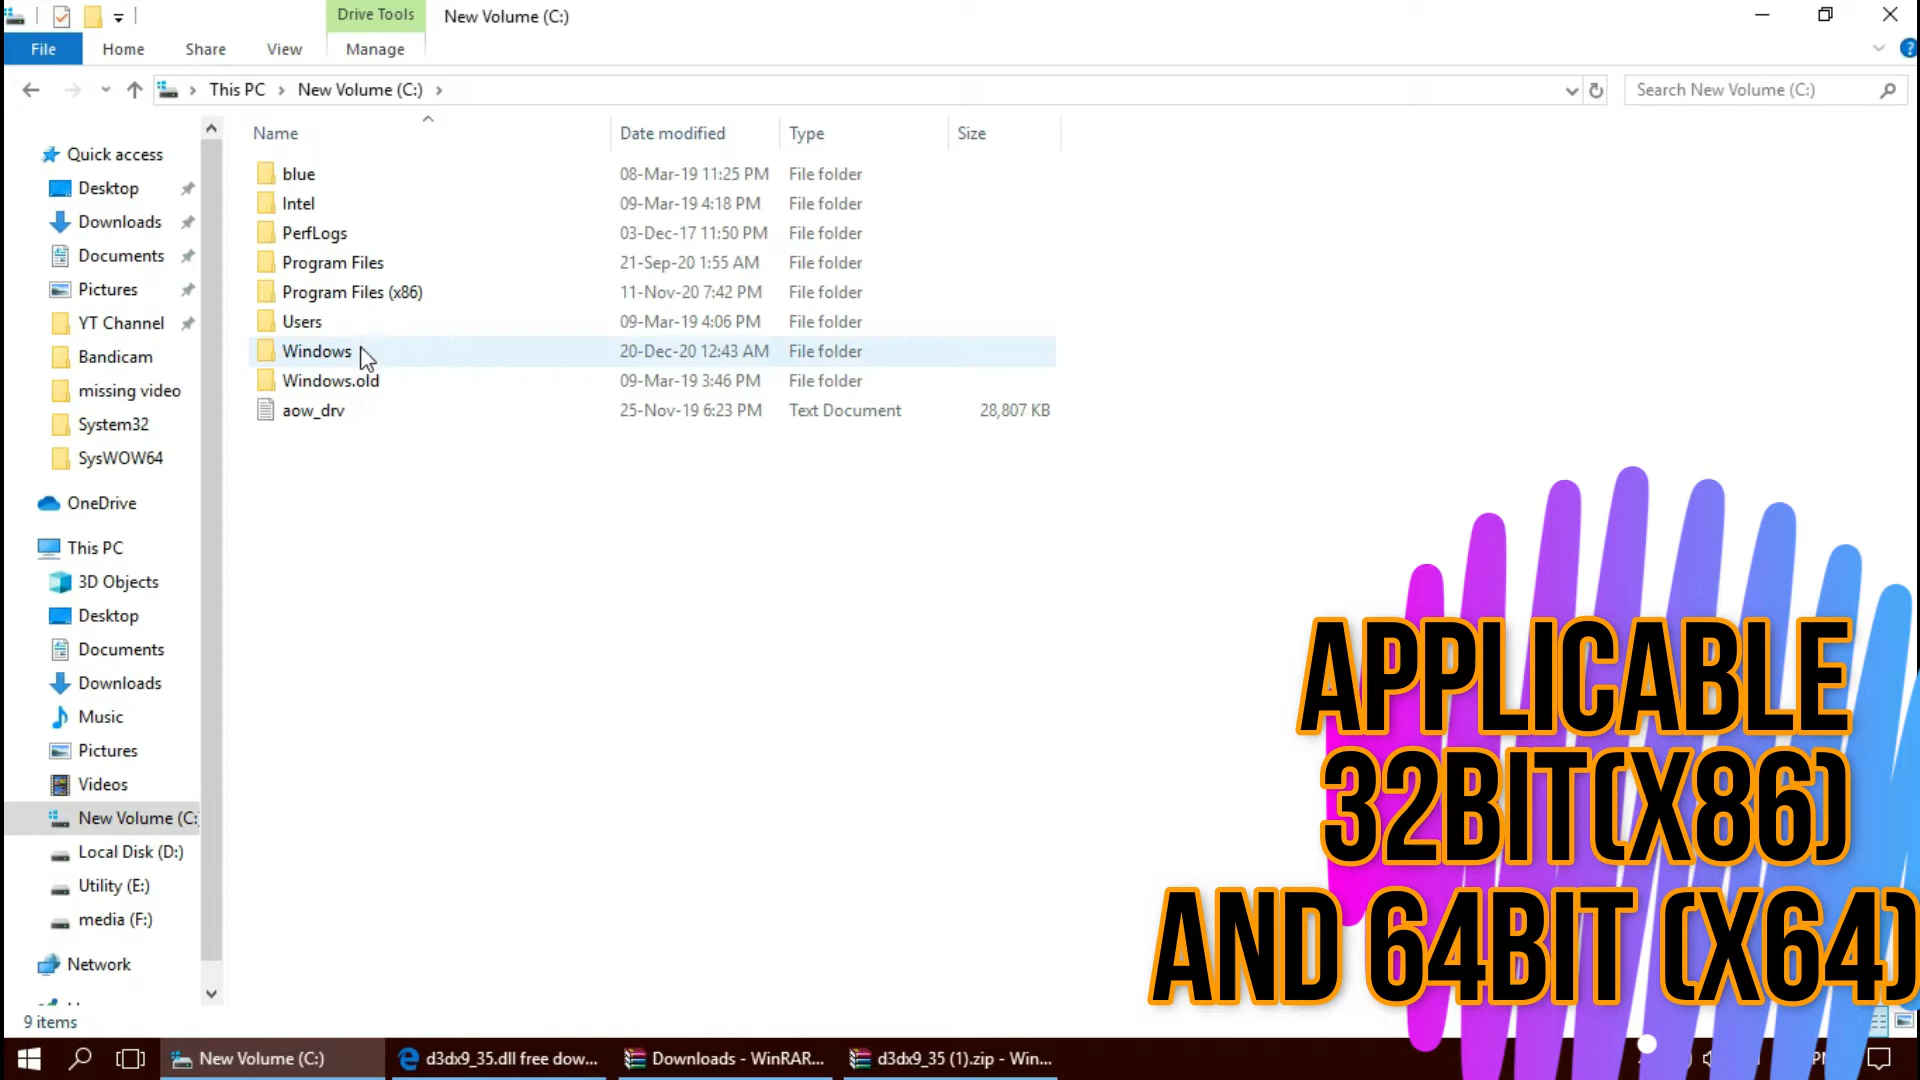 Drive Tools
New Volume (C:)
File
Home
Share
View
Manage
This PC
New Volume (C:)
Search New Volume (C:)
Name
Date modified
Type
Size
Quick access
Desktop
Downloads
Documents
Pictures
YT Channel
Bandicam
missing video
System32
SysWOW64
OneDrive
This PC
3D Objects
Desktop
Documents
Downloads
Music
Pictures
Videos
New Volume (C:
Local Disk (D:)
Utility (E:)
media (F:)
Network
blue 08-Mar-19 11:25 PM File folder
Intel 09-Mar-19 4:18 PM File folder
PerfLogs 03-Dec-17 11:50 PM File folder
Program Files 21-Sep-20 1:55 AM File folder
Program Files (x86) 11-Nov-20 7:42 PM File folder
Users 09-Mar-19 4:06 PM File folder
Windows 20-Dec-20 12:43 AM File folder
Windows.old 09-Mar-19 3:46 PM File folder
aow_drv 25-Nov-19 6:23 PM Text Document 28,807 KB
APPLICABLE
32BIT(X86)
AND 64BIT (X64)
9 items
New Volume (C:)
d3dx9_35.dll free dow...
Downloads - WinRAR...
d3dx9_35 (1).zip - Win...